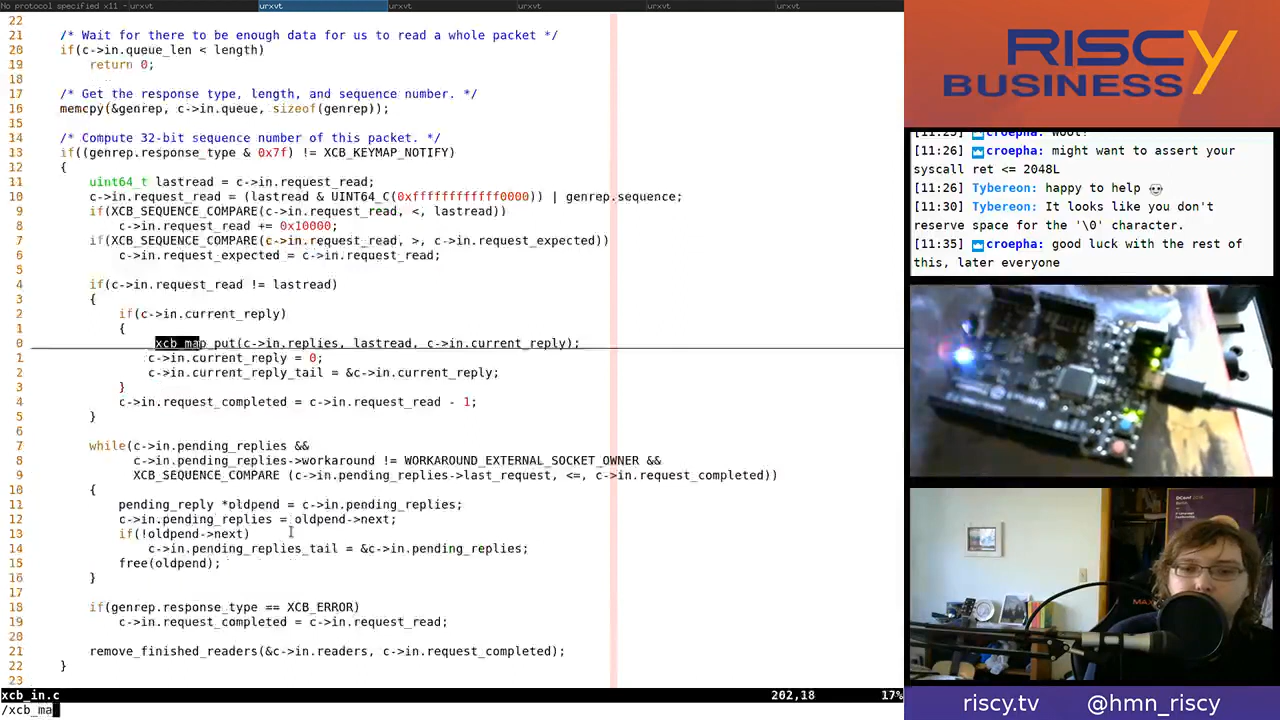 No protocol specified x11 - urxvt
urxvt
urxvt
urxvt
urxvt
urxvt
22
21 /* Wait for there to be enough data for us to read a whole packet */
20 if(c->in.queue_len < length)
19 return 0;
18
17 /* Get the response type, length, and sequence number. */
16 memcpy(&genrep, c->in.queue, sizeof(genrep));
15
14 /* Compute 32-bit sequence number of this packet. */
13 if((genrep.response_type & 0x7f) != XCB_KEYMAP_NOTIFY)
12 {
11 uint64_t lastread = c->in.request_read;
10 c->in.request_read = (lastread & UINT64_C(0xffffffffffff0000)) | genrep.sequence;
9 if(XCB_SEQUENCE_COMPARE(c->in.request_read, <, lastread))
8 c->in.request_read += 0x10000;
7 if(XCB_SEQUENCE_COMPARE(c->in.request_read, >, c->in.request_expected))
6 c->in.request_expected = c->in.request_read;
5
4 if(c->in.request_read != lastread)
3 {
2 if(c->in.current_reply)
1 {
0 _xcb_map_put(c->in.replies, lastread, c->in.current_reply);
1 c->in.current_reply = 0;
2 c->in.current_reply_tail = &c->in.current_reply;
3 }
4 c->in.request_completed = c->in.request_read - 1;
5 }
6
7 while(c->in.pending_replies &&
8 c->in.pending_replies->workaround != WORKAROUND_EXTERNAL_SOCKET_OWNER &&
9 XCB_SEQUENCE_COMPARE (c->in.pending_replies->last_request, <=, c->in.request_completed))
10 {
11 pending_reply *oldpend = c->in.pending_replies;
12 c->in.pending_replies = oldpend->next;
13 if(!oldpend->next)
14 c->in.pending_replies_tail = &c->in.pending_replies;
15 free(oldpend);
16 }
17
18 if(genrep.response_type == XCB_ERROR)
19 c->in.request_completed = c->in.request_read;
20
21 remove_finished_readers(&c->in.readers, c->in.request_completed);
22 }
23
xcb_in.c 202,18 17%
/xcb_ma
RISCY
BUSINESS
[11:25] croepha: woot!
[11:26] croepha: might want to assert your
syscall ret <= 2048L
[11:26] Tybereon: happy to help
[11:30] Tybereon: It looks like you don't
reserve space for the '\0' character.
[11:35] croepha: good luck with the rest of
this, later everyone
riscy.tv @hmn_riscy